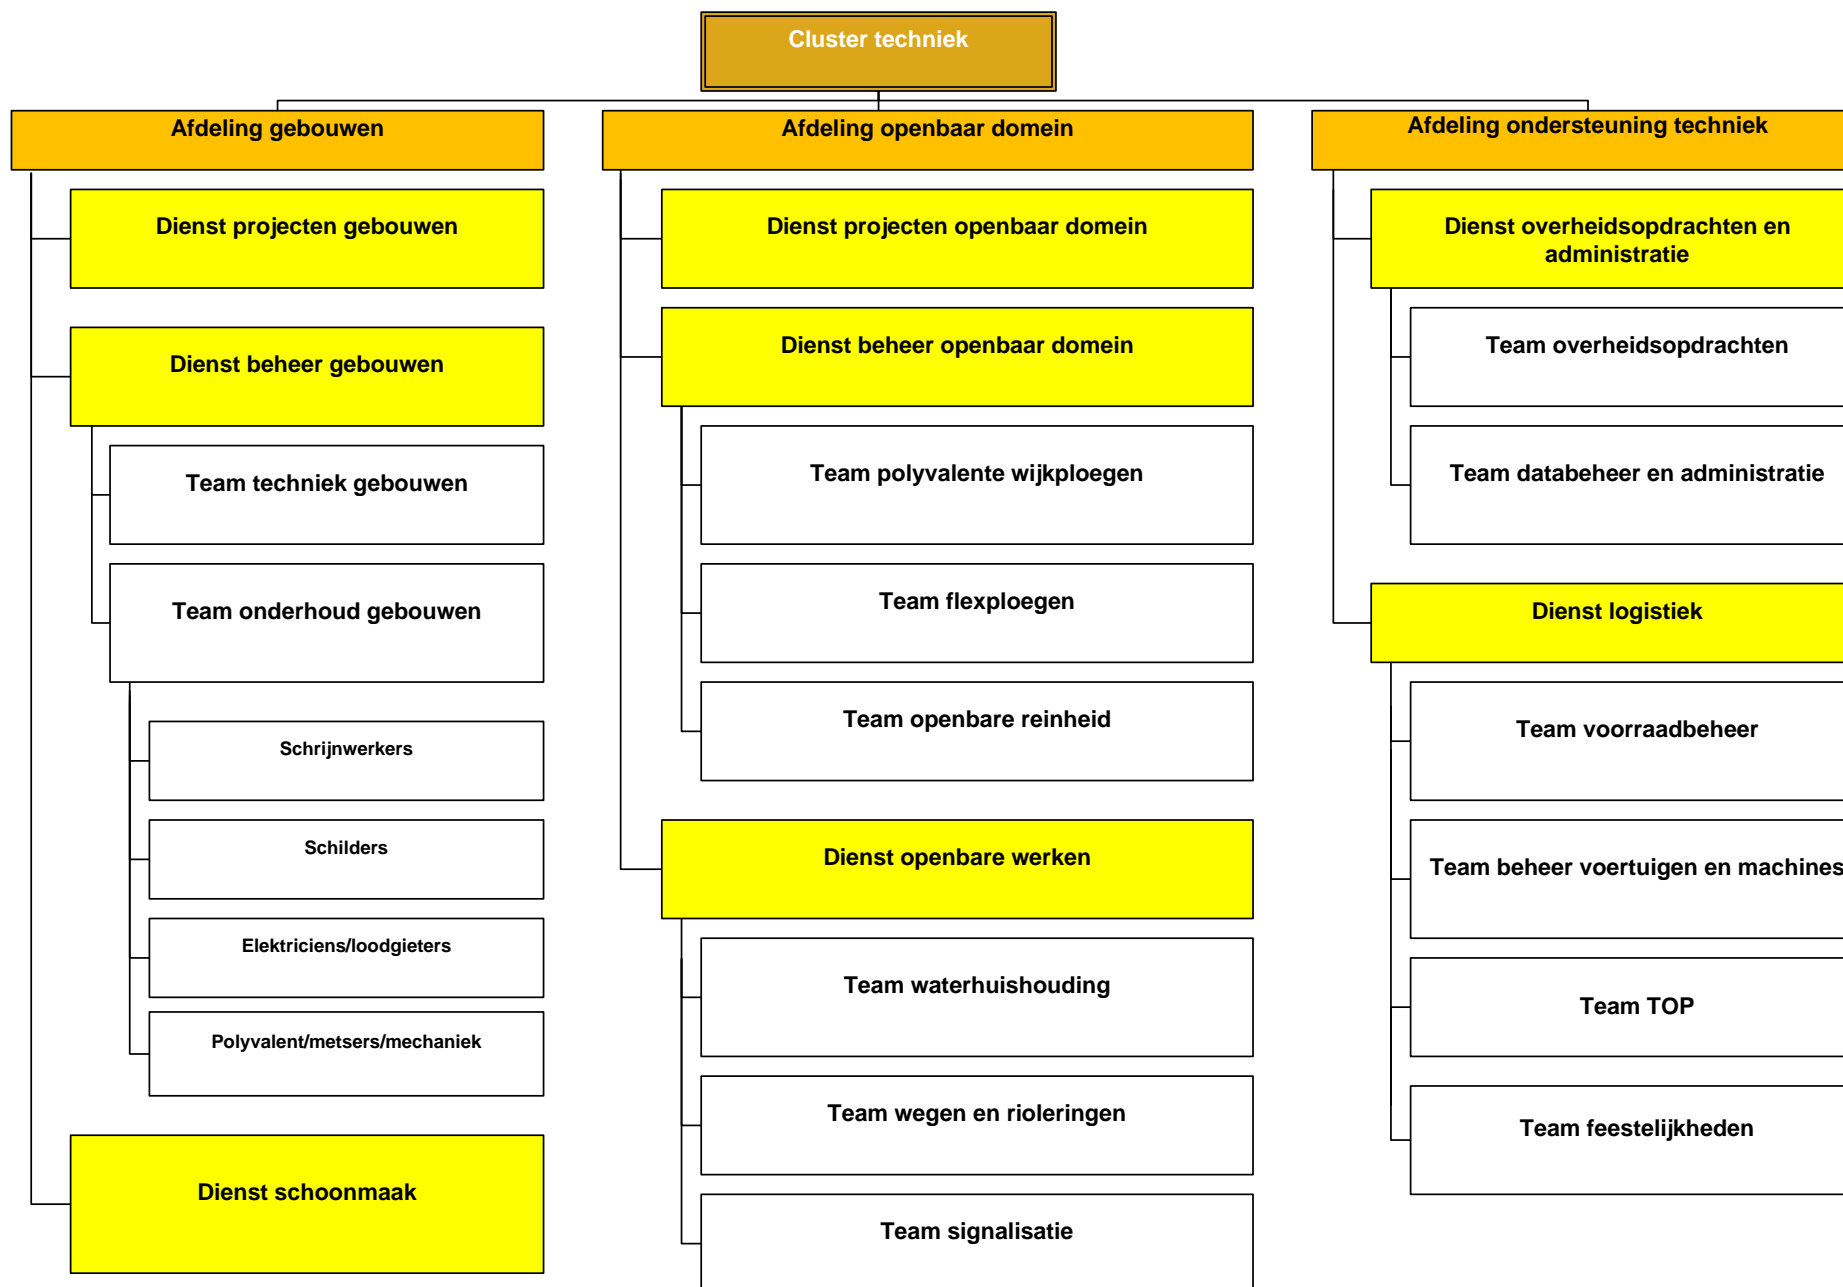 Cluster techniek
Afdeling gebouwen
Dienst projecten gebouwen
Dienst beheer gebouwen
Team techniek gebouwen
Team onderhoud gebouwen
Schrijnwerkers
Schilders
Elektriciens/loodgieters
Polyvalent/metsers/mechaniek
Dienst schoonmaak
Afdeling openbaar domein
Dienst projecten openbaar domein
Dienst beheer openbaar domein
Team polyvalente wijkploegen
Team flexploegen
Team openbare reinheid
Dienst openbare werken
Team waterhuishouding
Team wegen en rioleringen
Team signalisatie
Afdeling ondersteuning techniek
Dienst overheidsopdrachten en
administratie
Team overheidsopdrachten
Team databeheer en administratie
Dienst logistiek
Team voorraadbeheer
Team beheer voertuigen en machines
Team TOP
Team feestelijkheden